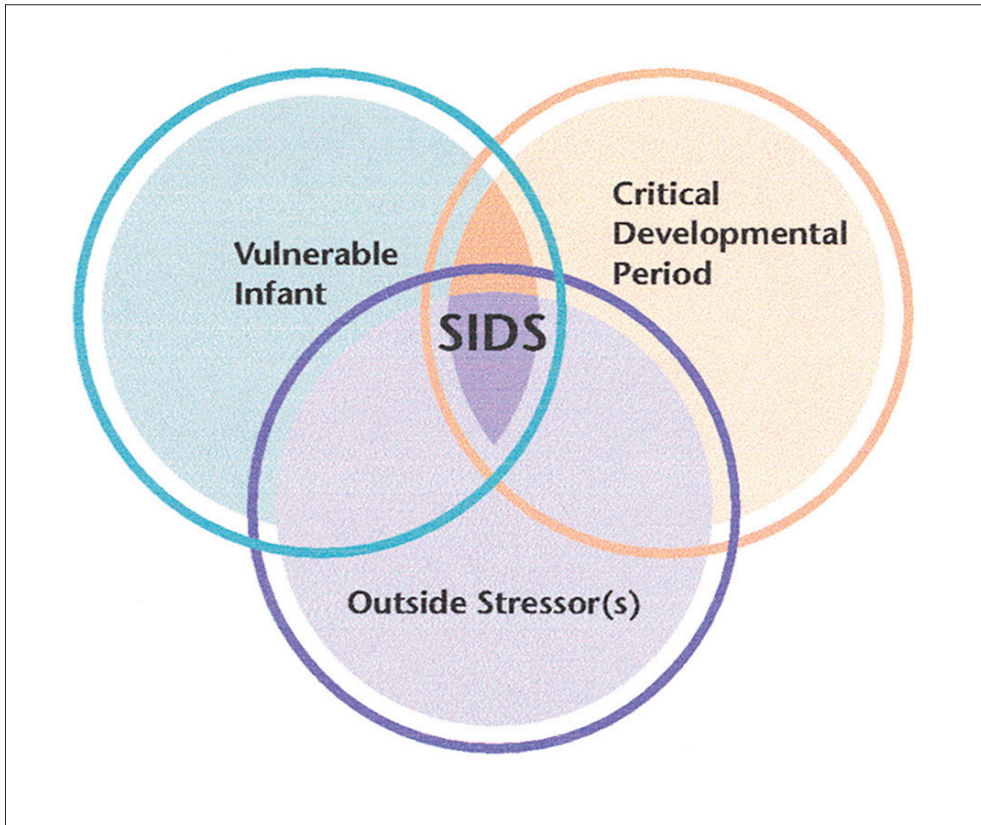 Vulnerable
Infant
Critical
Developmental
Period
SIDS
Outside Stressor(s)